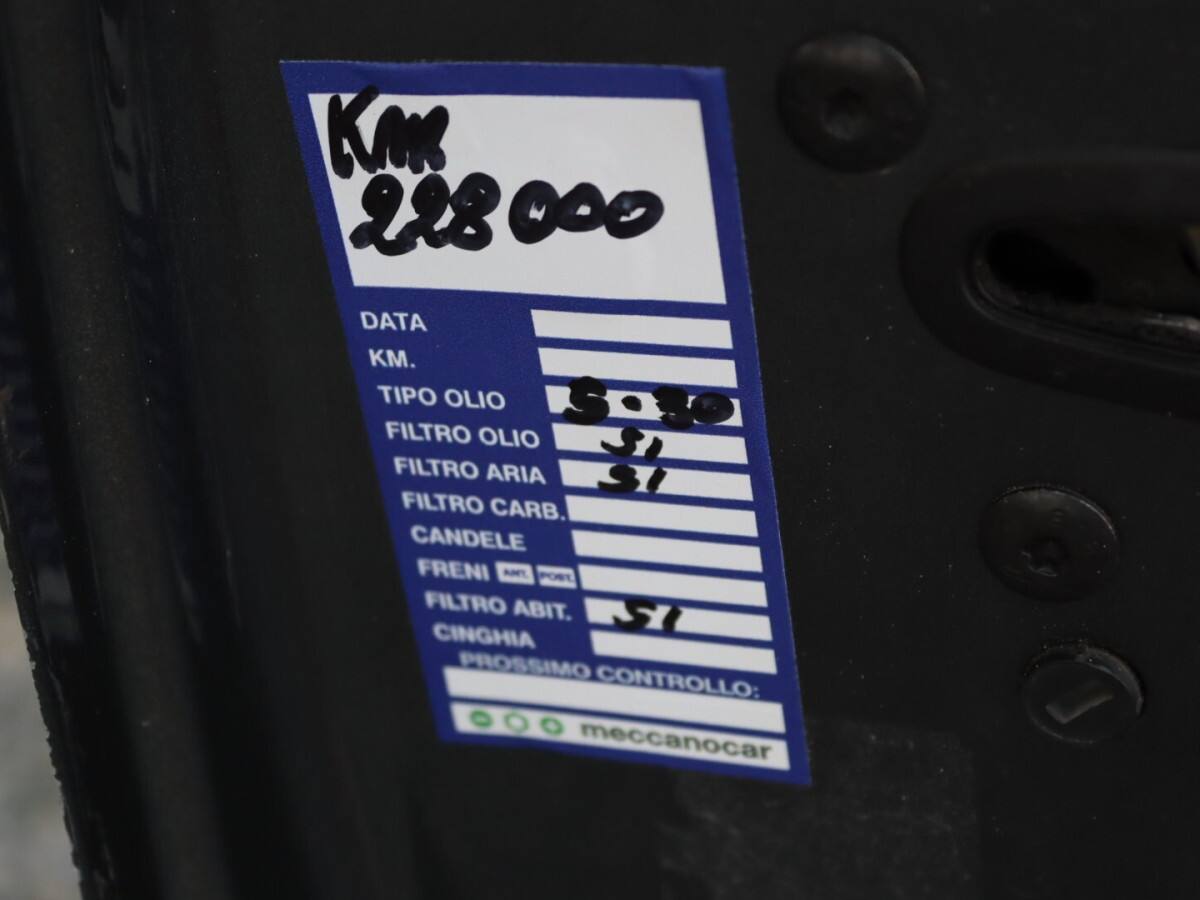 Km
228000
DATA
KM.
TIPO OLIO 5.30
FILTRO OLIO SI
FILTRO ARIA SI
FILTRO CARB.
CANDELE
FRENI ANT. POST.
FILTRO ABIT. SI
CINGHIA
PROSSIMO CONTROLLO:
meccanocar